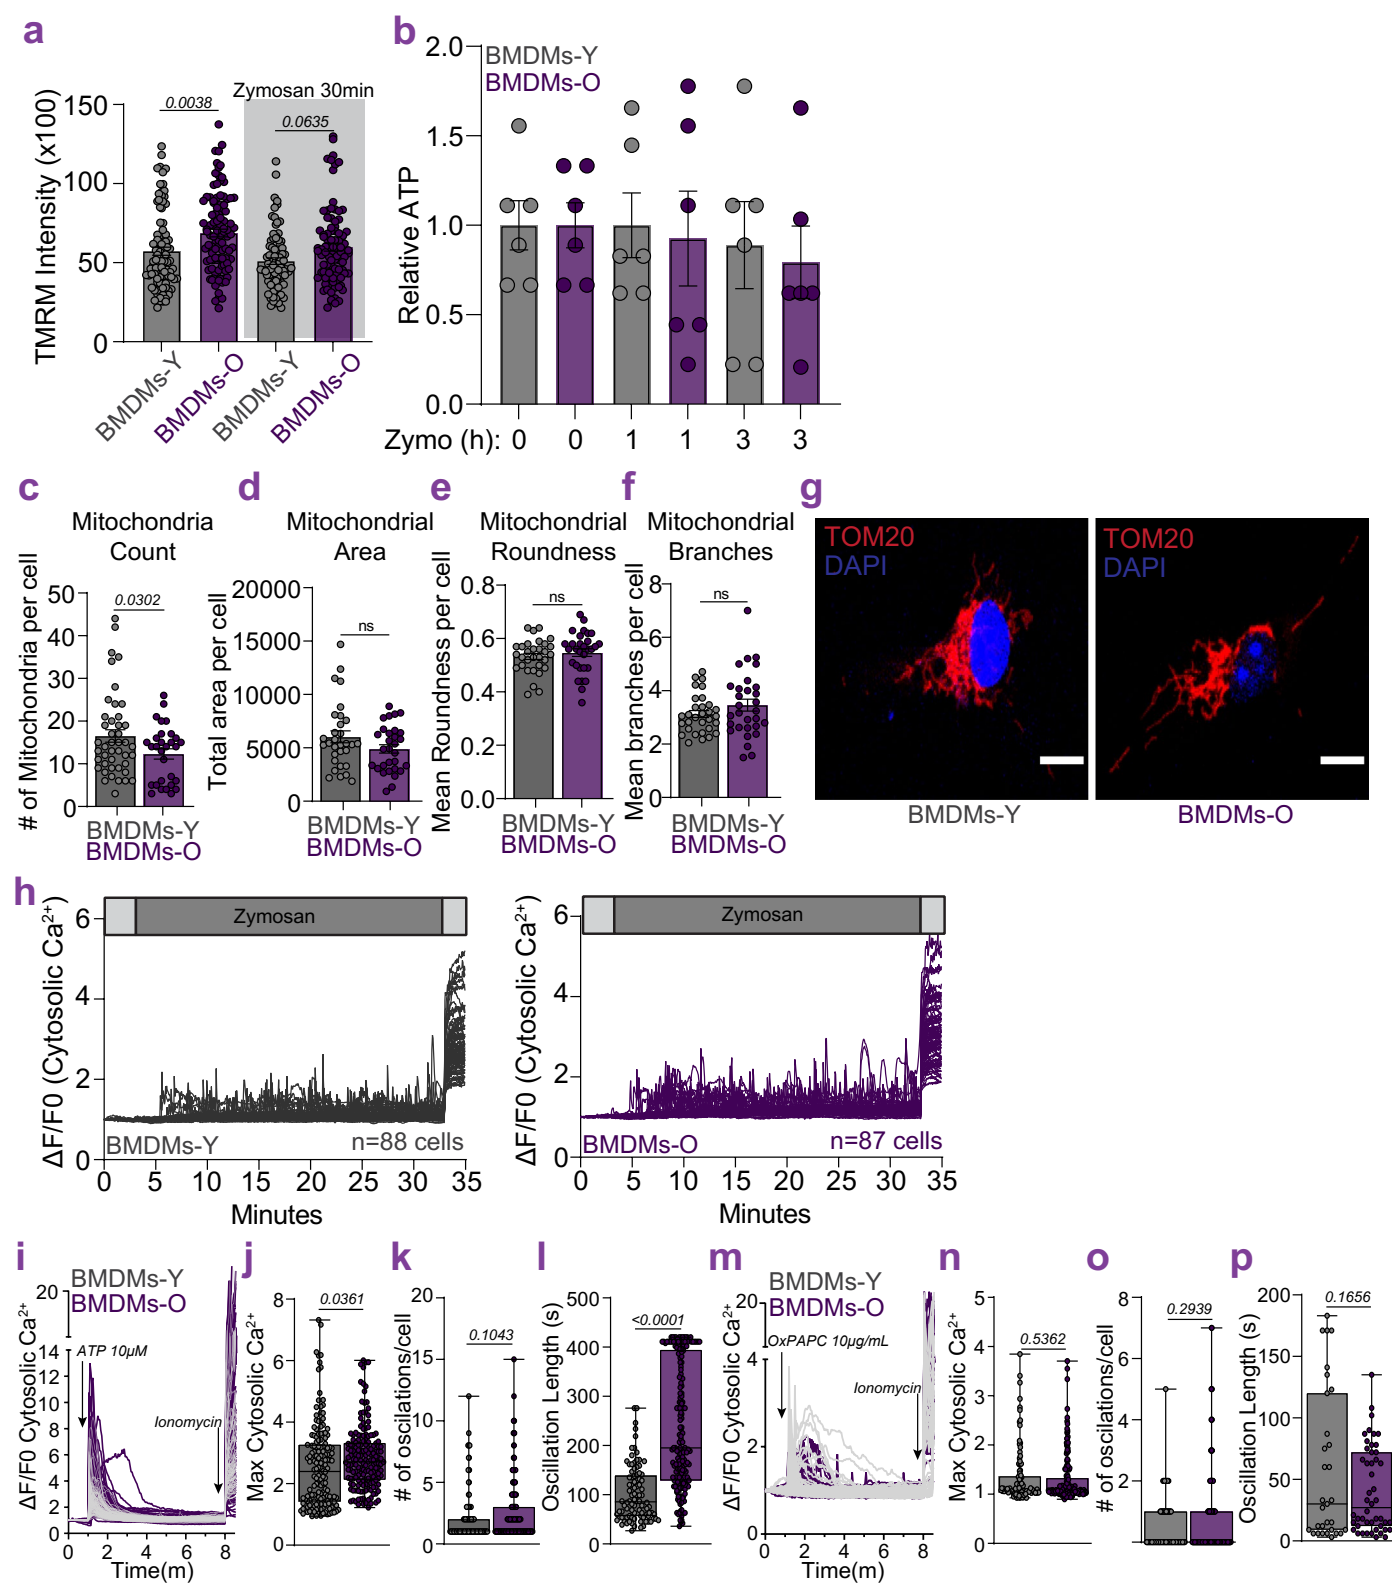 a
TMRM Intensity (x100)
150
100
50
0
0.0038
Zymosan 30min
0.0635
BMDMs-Y
BMDMs-O
BMDMs-Y
BMDMs-O
b
BMDMs-Y
BMDMs-O
Relative ATP
2.0
1.5
1.0
0.5
0.0
Zymo (h): 0 0 1 1 3 3
c
Mitochondria
Count
# of Mitochondria per cell
50
40
30
20
10
0
0.0302
BMDMs-Y
BMDMs-O
d
Mitochondrial
Area
Total area per cell
20000
15000
10000
5000
0
ns
BMDMs-Y
BMDMs-O
e
Mitochondrial
Roundness
Mean Roundness per cell
0.8
0.6
0.4
0.2
0.0
ns
BMDMs-Y
BMDMs-O
f
Mitochondrial
Branches
Mean branches per cell
8
6
4
2
0
ns
BMDMs-Y
BMDMs-O
g
TOM20
DAPI
BMDMs-Y
TOM20
DAPI
BMDMs-O
h
ΔF/F0 (Cytosolic Ca2+)
6
4
2
0
Zymosan
BMDMs-Y
n=88 cells
0 5 10 15 20 25 30 35
Minutes
ΔF/F0 (Cytosolic Ca2+)
6
4
2
0
Zymosan
BMDMs-O
n=87 cells
0 5 10 15 20 25 30 35
Minutes
i
BMDMs-Y
BMDMs-O
ΔF/F0 Cytosolic Ca2+
20
14
12
10
8
6
4
2
0
ATP 10µM
Ionomycin
0 2 4 6 8
Time(m)
j
Max Cytosolic Ca2+
8
6
4
2
0
0.0361
k
# of oscilations/cell
20
15
10
5
0
0.1043
l
Oscillation Length (s)
500
400
300
200
100
0
<0.0001
m
BMDMs-Y
BMDMs-O
ΔF/F0 Cytosolic Ca2+
20
4
2
1
0
OxPAPC 10µg/mL
Ionomycin
0 2 4 6 8
Time(m)
n
Max Cytosolic Ca2+
5
4
3
2
1
0
0.5362
o
# of oscillations/cell
8
6
4
2
0.2939
p
Oscillation Length (s)
200
150
100
50
0
0.1656